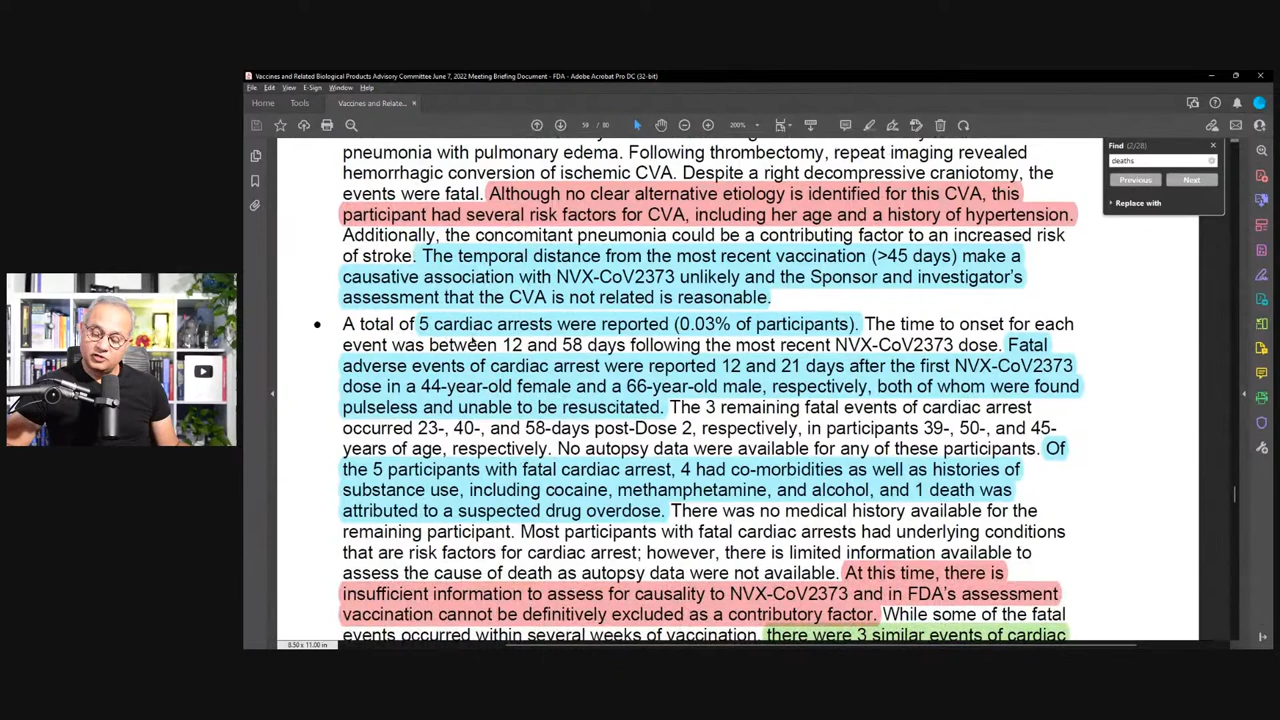 Vaccines and Related Biological Products Advisory Committee June 7, 2022 Meeting Briefing Document - FDA - Adobe Acrobat Pro DC (32-bit)
File Edit View E-Sign Window Help
Home Tools Vaccines and Relate... ×
59 / 80 200%
Find (2/28)
deaths
Previous Next
Replace with
pneumonia with pulmonary edema. Following thrombectomy, repeat imaging revealed
hemorrhagic conversion of ischemic CVA. Despite a right decompressive craniotomy, the
events were fatal. Although no clear alternative etiology is identified for this CVA, this
participant had several risk factors for CVA, including her age and a history of hypertension.
Additionally, the concomitant pneumonia could be a contributing factor to an increased risk
of stroke. The temporal distance from the most recent vaccination (>45 days) make a
causative association with NVX-CoV2373 unlikely and the Sponsor and investigator's
assessment that the CVA is not related is reasonable.
• A total of 5 cardiac arrests were reported (0.03% of participants). The time to onset for each
event was between 12 and 58 days following the most recent NVX-CoV2373 dose. Fatal
adverse events of cardiac arrest were reported 12 and 21 days after the first NVX-CoV2373
dose in a 44-year-old female and a 66-year-old male, respectively, both of whom were found
pulseless and unable to be resuscitated. The 3 remaining fatal events of cardiac arrest
occurred 23-, 40-, and 58-days post-Dose 2, respectively, in participants 39-, 50-, and 45-
years of age, respectively. No autopsy data were available for any of these participants. Of
the 5 participants with fatal cardiac arrest, 4 had co-morbidities as well as histories of
substance use, including cocaine, methamphetamine, and alcohol, and 1 death was
attributed to a suspected drug overdose. There was no medical history available for the
remaining participant. Most participants with fatal cardiac arrests had underlying conditions
that are risk factors for cardiac arrest; however, there is limited information available to
assess the cause of death as autopsy data were not available. At this time, there is
insufficient information to assess for causality to NVX-CoV2373 and in FDA's assessment
vaccination cannot be definitively excluded as a contributory factor. While some of the fatal
events occurred within several weeks of vaccination, there were 3 similar events of cardiac
8.50 x 11.00 in